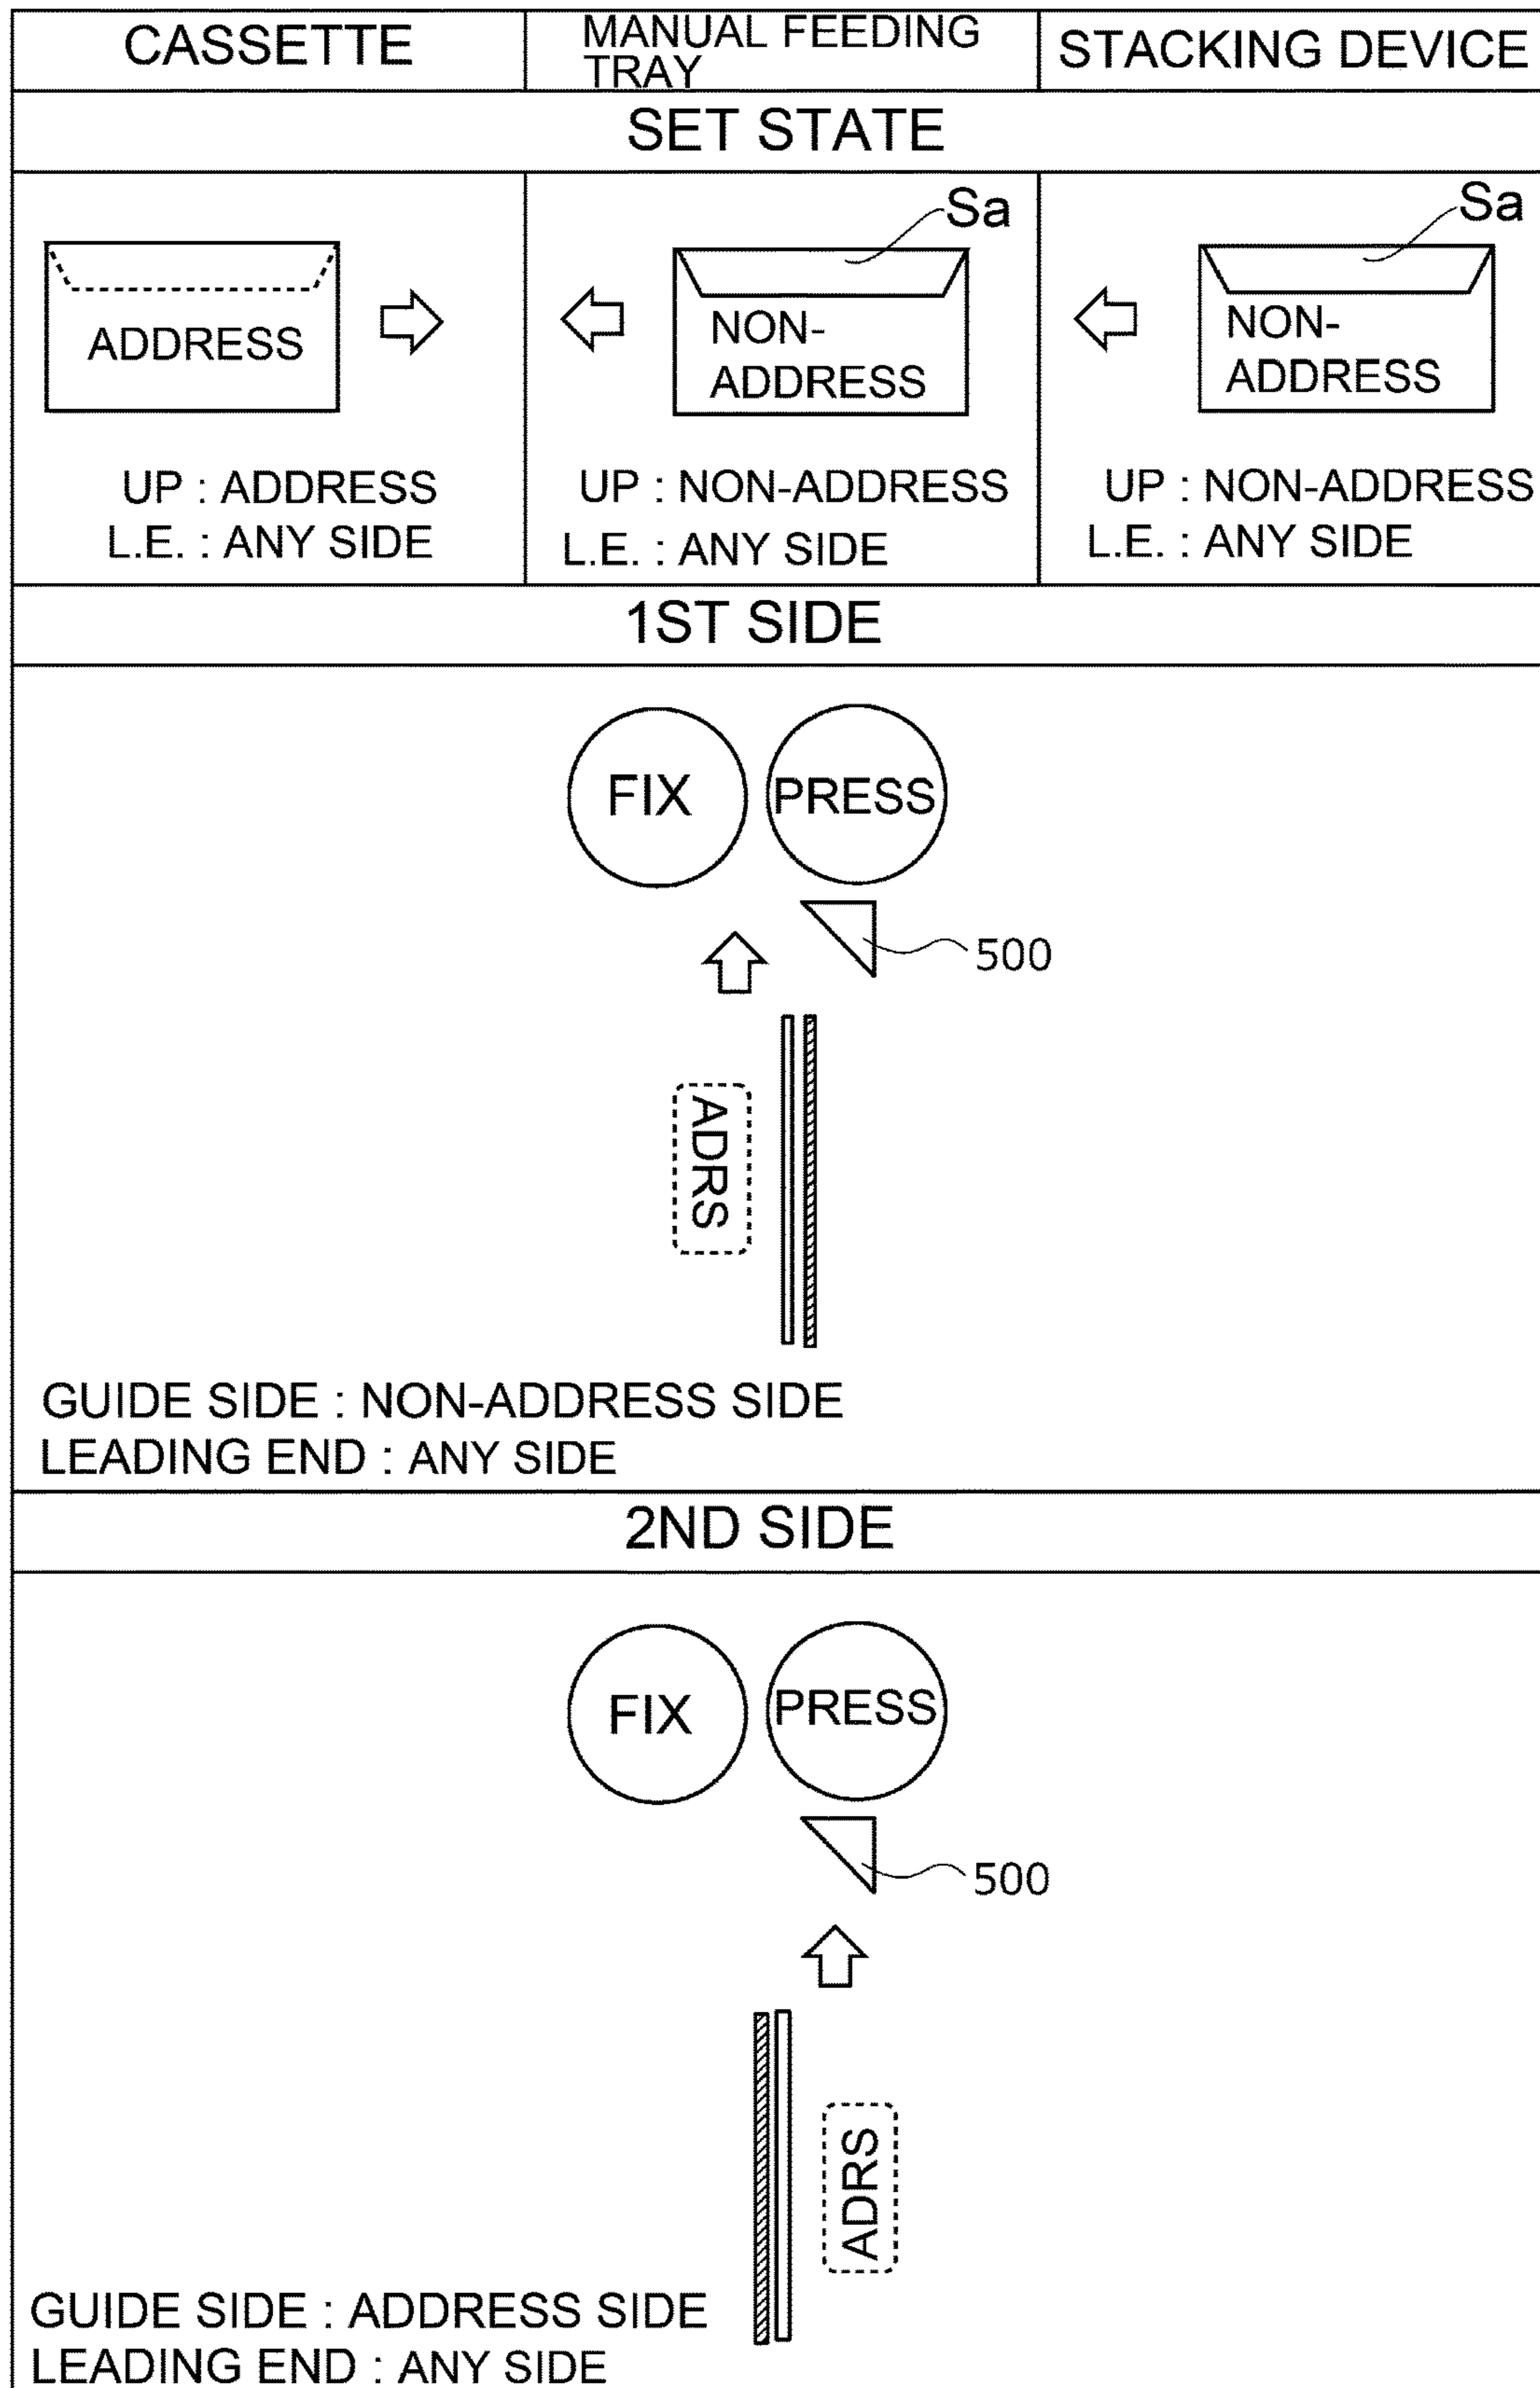 CASSETTE
MANUAL FEEDING
TRAY
STACKING DEVICE
SET STATE
ADDRESS
UP : ADDRESS
L.E. : ANY SIDE
Sa
NON-
ADDRESS
UP : NON-ADDRESS
L.E. : ANY SIDE
Sa
NON-
ADDRESS
UP : NON-ADDRESS
L.E. : ANY SIDE
1ST SIDE
FIX
PRESS
500
ADRS
GUIDE SIDE : NON-ADDRESS SIDE
LEADING END : ANY SIDE
2ND SIDE
FIX
PRESS
500
ADRS
GUIDE SIDE : ADDRESS SIDE
LEADING END : ANY SIDE